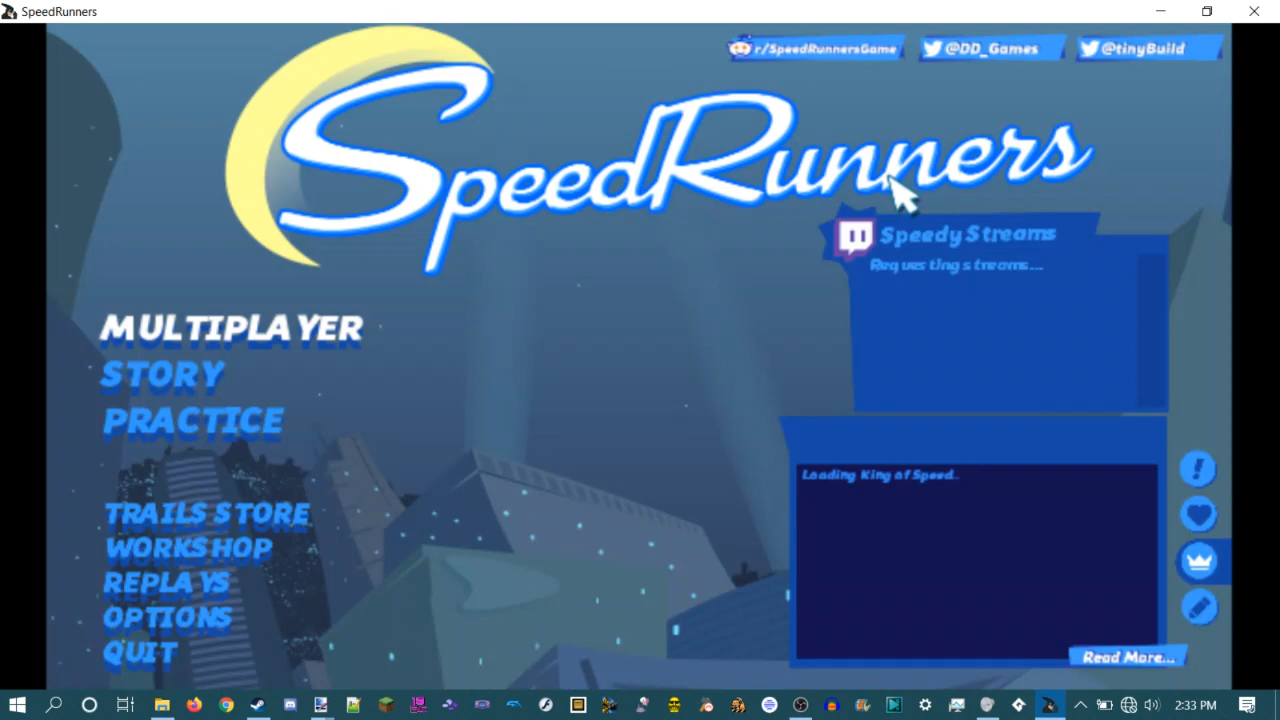 SpeedRunners
r/SpeedRunnersGame
@DD_Games
@tinyBuild
SpeedRunners
Speedy Streams
Requesting streams...
MULTIPLAYER
STORY
PRACTICE
TRAILS STORE
WORKSHOP
REPLAYS
OPTIONS
QUIT
Loading King of Speed..
Read More...
2:33 PM